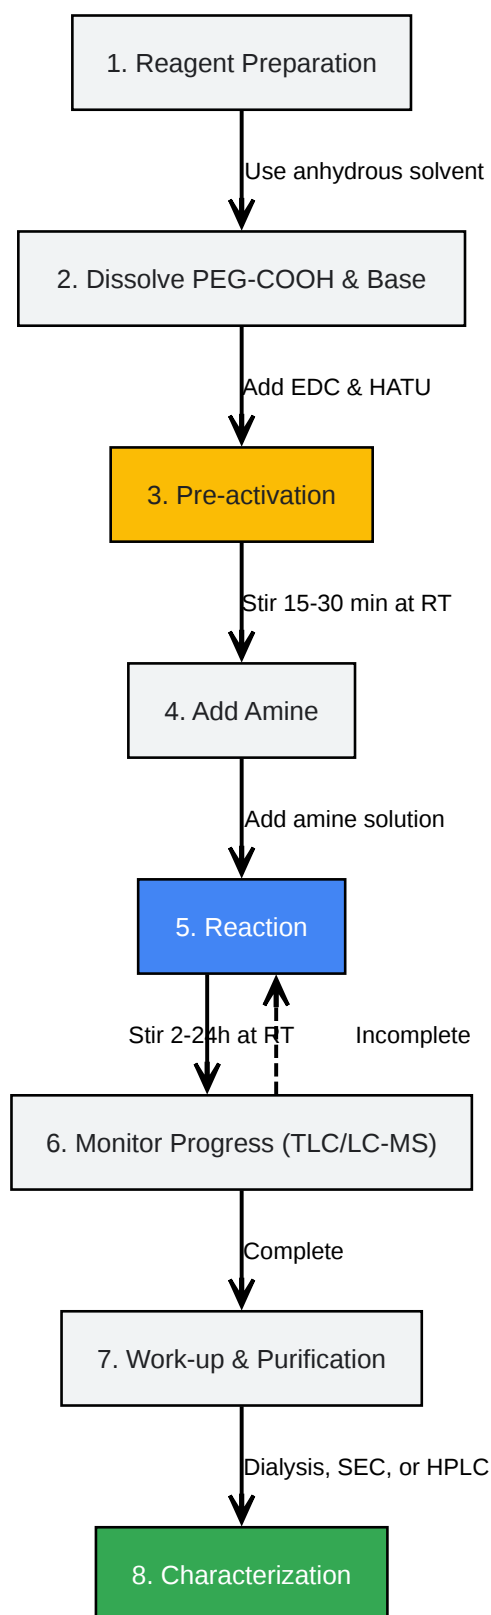 1. Reagent Preparation
Use anhydrous solvent
2. Dissolve PEG-COOH & Base
Add EDC & HATU
3. Pre-activation
Stir 15-30 min at RT
4. Add Amine
Add amine solution
5. Reaction
Stir 2-24h at RT
Incomplete
6. Monitor Progress (TLC/LC-MS)
Complete
7. Work-up & Purification
Dialysis, SEC, or HPLC
8. Characterization